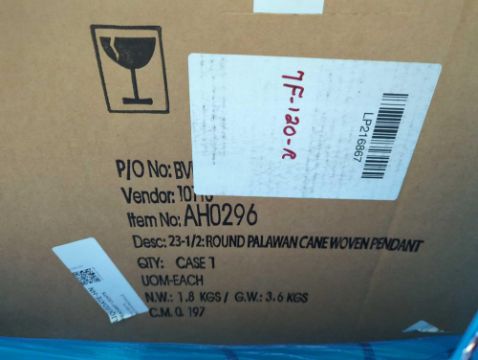 7F-120-R
LP216867
P/O No: BV
Vendor: 10110
Item No: AH0296
Desc: 23-1/2: ROUND PALAWAN CANE WOVEN PENDANT
QTY: CASE 1
UOM-EACH
N.W.: 1.8 KGS / G.W.: 3.6 KGS
C.M. 0.197